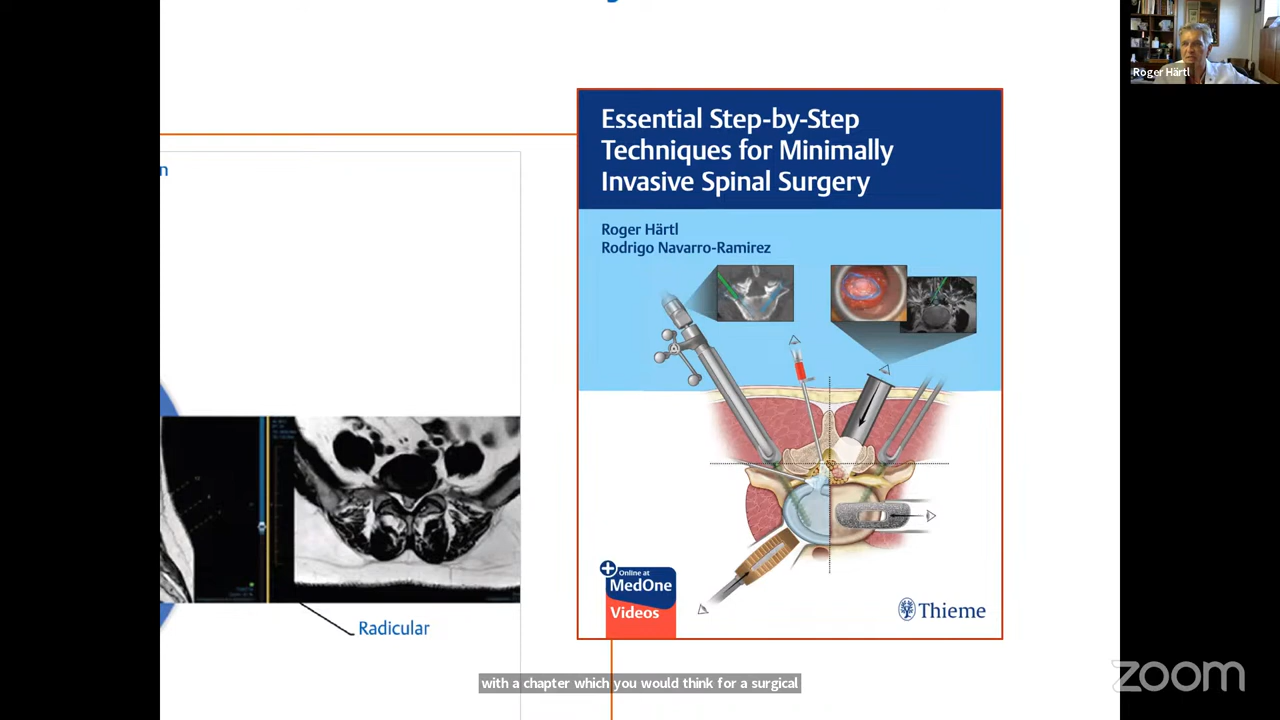 Roger Härtl
Essential Step-by-Step
Techniques for Minimally
Invasive Spinal Surgery
Roger Härtl
Rodrigo Navarro-Ramirez
n
Radicular
Online at
MedOne
Videos
Thieme
with a chapter which you would think for a surgical
zoom